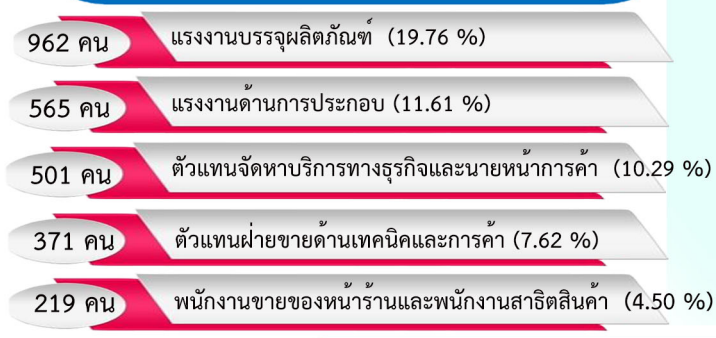 962 คน แรงงานบรรจุผลิตภัณฑ์ (19.76 %)
565 คน แรงงานด้านการประกอบ (11.61 %)
501 คน ตัวแทนจัดหาบริการทางธุรกิจและนายหน้าการค้า (10.29 %)
371 คน ตัวแทนฝ่ายขายด้านเทคนิคและการค้า (7.62 %)
219 คน พนักงานขายของหน้าร้านและพนักงานสาธิตสินค้า (4.50 %)